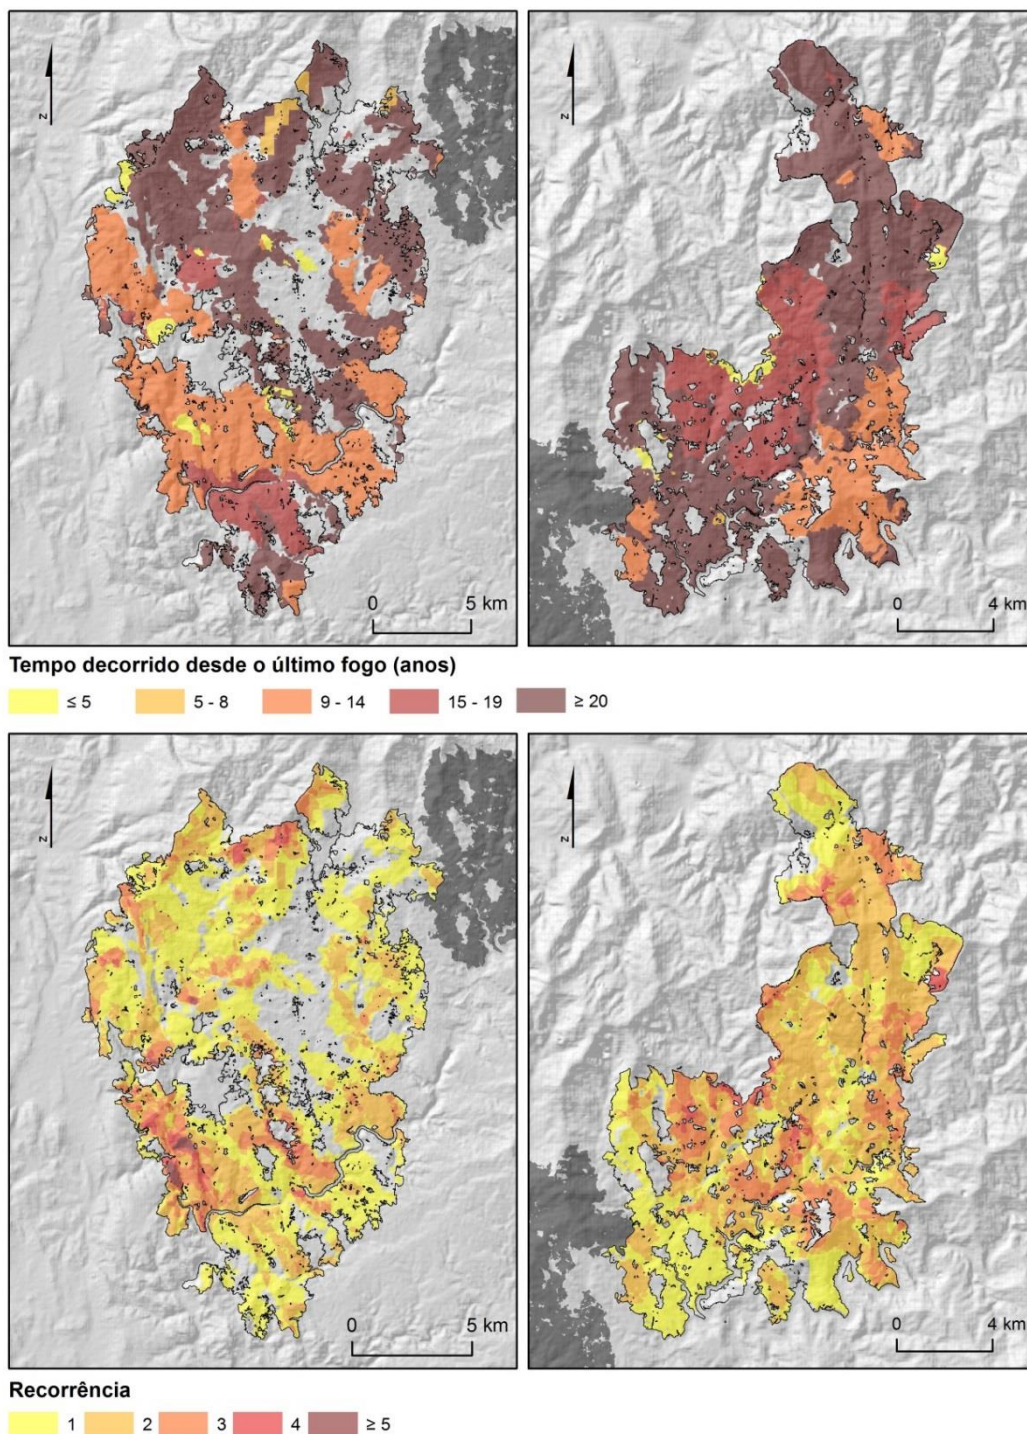 z
z
0 5 km
0 4 km
Tempo decorrido desde o último fogo (anos)
≤ 5 5 - 8 9 - 14 15 - 19 ≥ 20
z
z
0 5 km
0 4 km
Recorrência
1 2 3 4 ≥ 5